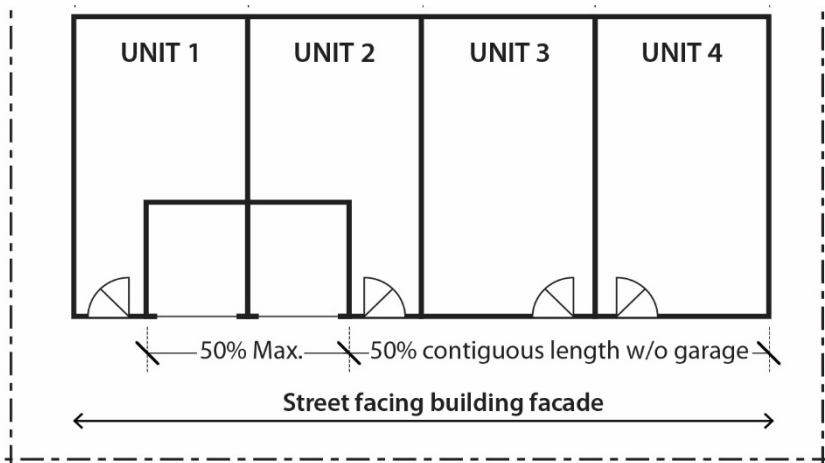 UNIT 1 UNIT 2 UNIT 3 UNIT 4
50% Max. 50% contiguous length w/o garage
Street facing building facade